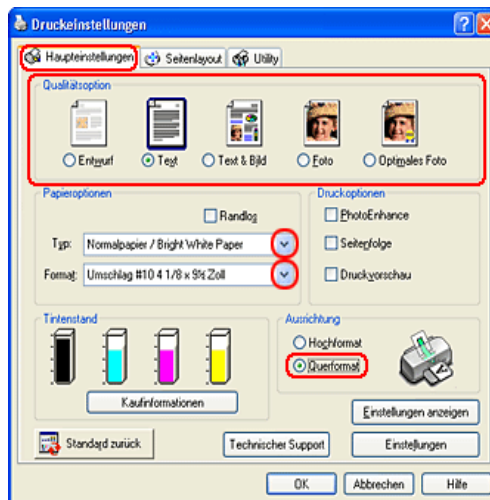 Druckeinstellungen
Haupteinstellungen
Seitenlayout
Utility
Qualitätsoption
Entwurf
Text
Text & Bild
Foto
Optimales Foto
Papieroptionen
Randlos
Typ: Normalpapier / Bright White Paper
Format: Umschlag #10 4 1/8 x 9½ Zoll
Druckoptionen
PhotoEnhance
Seitenfolge
Druckvorschau
Tintenstand
Kaufinformationen
Ausrichtung
Hochformat
Querformat
Einstellungen anzeigen
Standard zurück
Technischer Support
Einstellungen
OK
Abbrechen
Hilfe